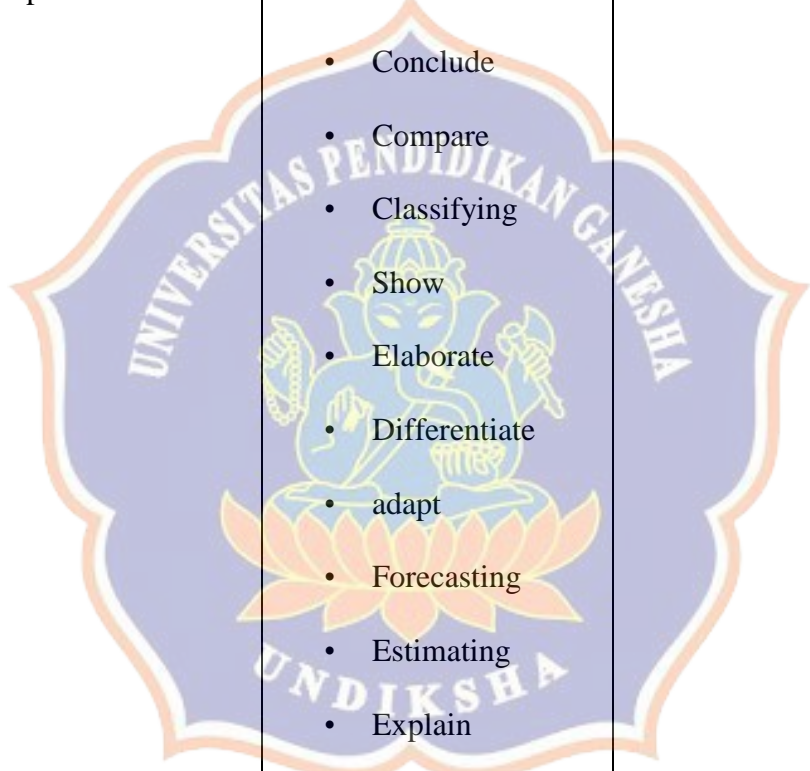 • Conclude
• Compare
• Classifying
• Show
• Elaborate
• Differentiate
• adapt
• Forecasting
• Estimating
• Explain
UNIVERSITAS PENDIDIKAN GANESHA
UNDIKSHA